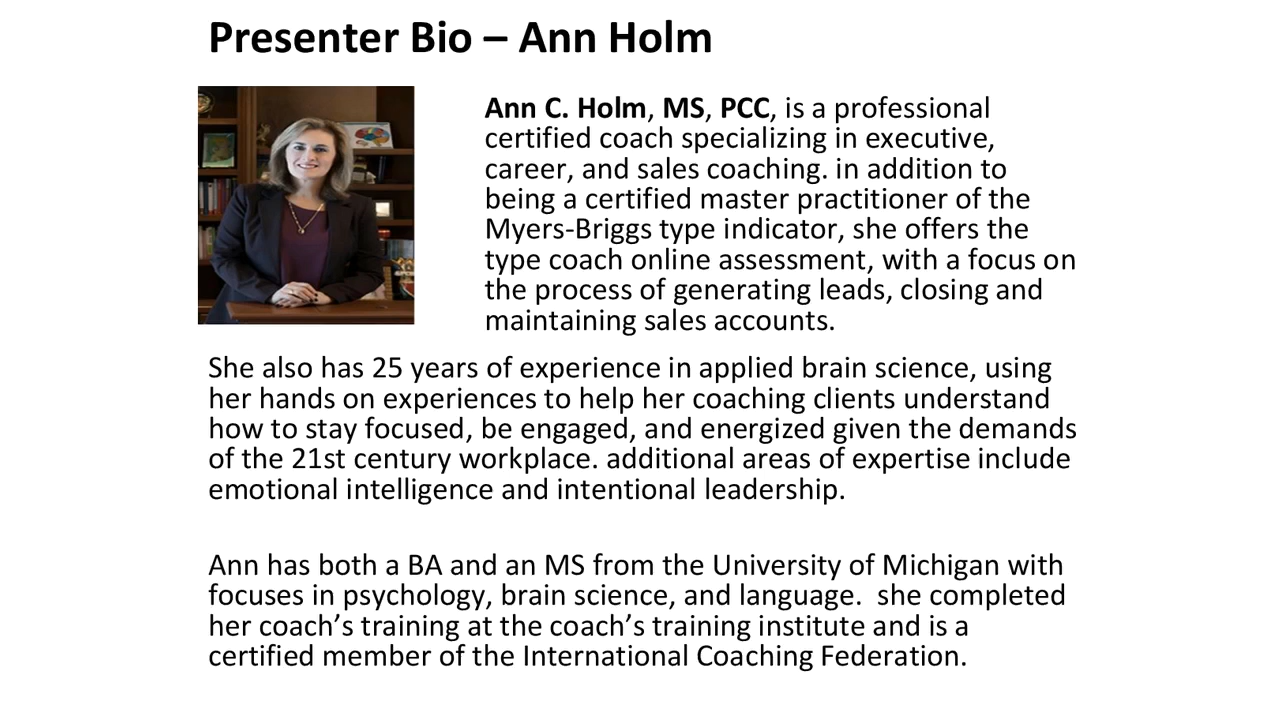 Presenter Bio – Ann Holm
Ann C. Holm, MS, PCC, is a professional
certified coach specializing in executive,
career, and sales coaching. in addition to
being a certified master practitioner of the
Myers-Briggs type indicator, she offers the
type coach online assessment, with a focus on
the process of generating leads, closing and
maintaining sales accounts.
She also has 25 years of experience in applied brain science, using
her hands on experiences to help her coaching clients understand
how to stay focused, be engaged, and energized given the demands
of the 21st century workplace. additional areas of expertise include
emotional intelligence and intentional leadership.
Ann has both a BA and an MS from the University of Michigan with
focuses in psychology, brain science, and language.  she completed
her coach’s training at the coach’s training institute and is a
certified member of the International Coaching Federation.